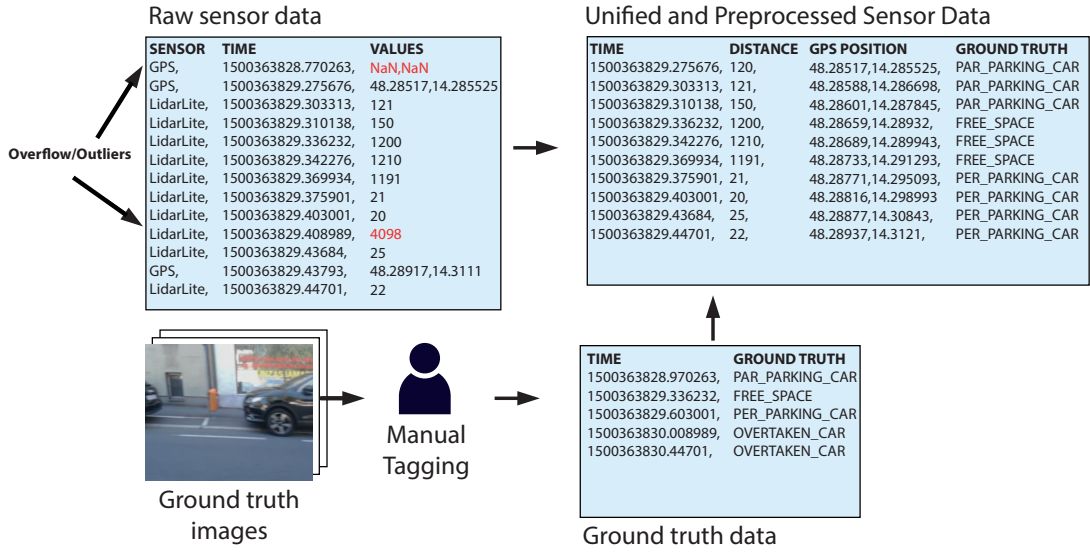 Raw sensor data
SENSOR TIME VALUES
GPS, 1500363828.770263, NaN,NaN
GPS, 1500363829.275676, 48.28517,14.285525
LidarLite, 1500363829.303313, 121
LidarLite, 1500363829.310138, 150
LidarLite, 1500363829.336232, 1200
LidarLite, 1500363829.342276, 1210
LidarLite, 1500363829.369934, 1191
LidarLite, 1500363829.375901, 21
LidarLite, 1500363829.403001, 20
LidarLite, 1500363829.408989, 4098
LidarLite, 1500363829.43684, 25
GPS, 1500363829.43793, 48.28917,14.3111
LidarLite, 1500363829.44701, 22
Overflow/Outliers
Unified and Preprocessed Sensor Data
TIME DISTANCE GPS POSITION GROUND TRUTH
1500363829.275676, 120, 48.28517,14.285525, PAR_PARKING_CAR
1500363829.303313, 121, 48.28588,14.286698, PAR_PARKING_CAR
1500363829.310138, 150, 48.28601,14.287845, PAR_PARKING_CAR
1500363829.336232, 1200, 48.28659,14.28932, FREE_SPACE
1500363829.342276, 1210, 48.28689,14.289943, FREE_SPACE
1500363829.369934, 1191, 48.28733,14.291293, FREE_SPACE
1500363829.375901, 21, 48.28771,14.295093, PER_PARKING_CAR
1500363829.403001, 20, 48.28816,14.298993 PER_PARKING_CAR
1500363829.43684, 25, 48.28877,14.30843, PER_PARKING_CAR
1500363829.44701, 22, 48.28937,14.3121, PER_PARKING_CAR
Ground truth
images
Manual
Tagging
TIME GROUND TRUTH
1500363828.970263, PAR_PARKING_CAR
1500363829.336232, FREE_SPACE
1500363829.603001, PER_PARKING_CAR
1500363830.008989, OVERTAKEN_CAR
1500363830.44701, OVERTAKEN_CAR
Ground truth data